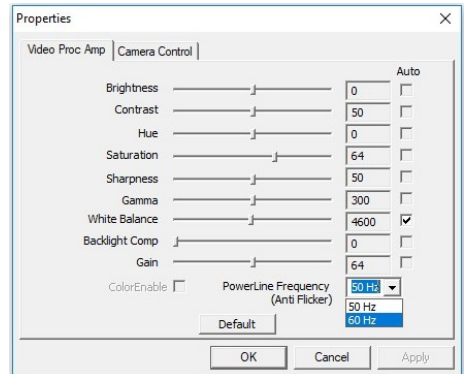 Properties
Video Proc Amp Camera Control
Auto
Brightness 0
Contrast 50
Hue 0
Saturation 64
Sharpness 50
Gamma 300
White Balance 4600
Backlight Comp 0
Gain 64
ColorEnable PowerLine Frequency 50 Hz
(Anti Flicker) 50 Hz
60 Hz
Default
OK Cancel Apply